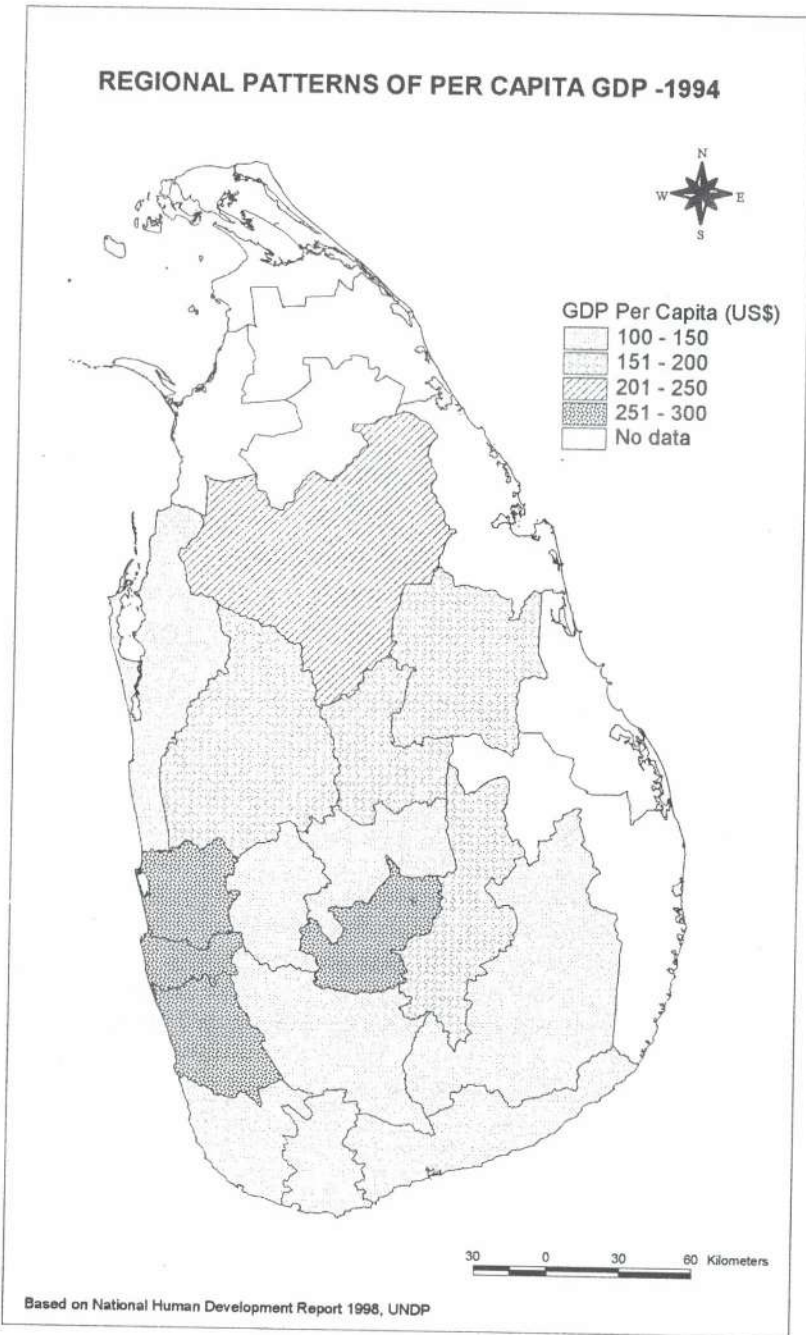 REGIONAL PATTERNS OF PER CAPITA GDP -1994
N
W E
S
GDP Per Capita (US$)
100 - 150
151 - 200
201 - 250
251 - 300
No data
30 0 30 60 Kilometers
Based on National Human Development Report 1998, UNDP